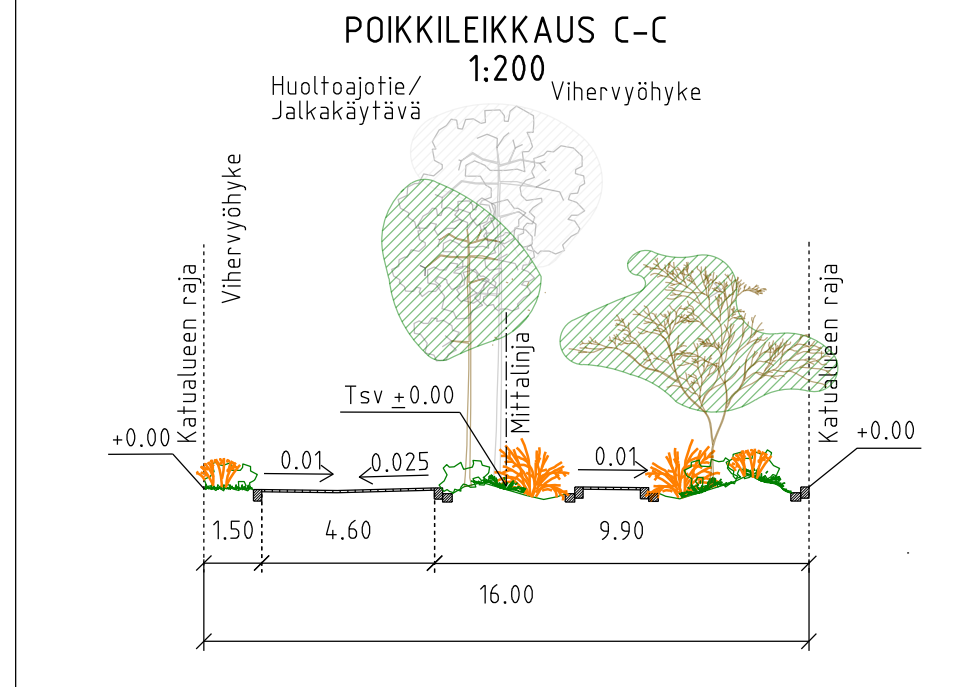 POIKKILEIKKAUS C-C
1:200
Huoltoajotie/
Jalkakäytävä
Vihervyöhyke
Vihervyöhyke
Katualueen raja
Katualueen raja
Mittalinja
Tsv ±0.00
+0.00
+0.00
0.01
0.025
0.01
1.50
4.60
9.90
16.00